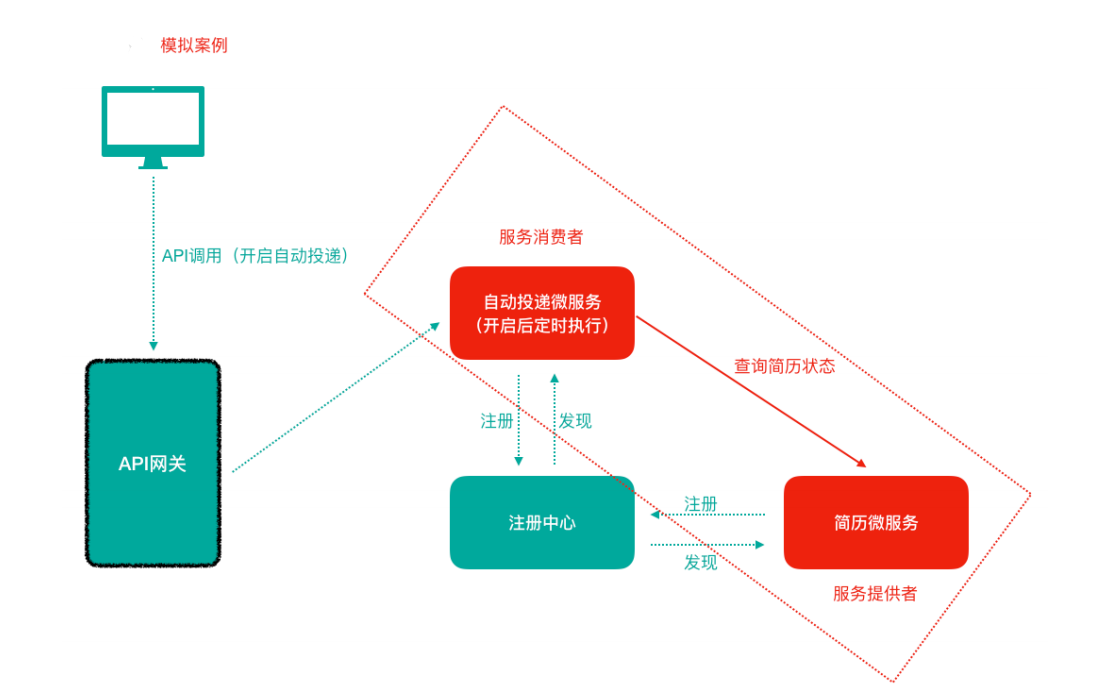 模拟案例
API调用（开启自动投递）
服务消费者
自动投递微服务
（开启后定时执行）
查询简历状态
注册
发现
API网关
注册中心
注册
发现
简历微服务
服务提供者